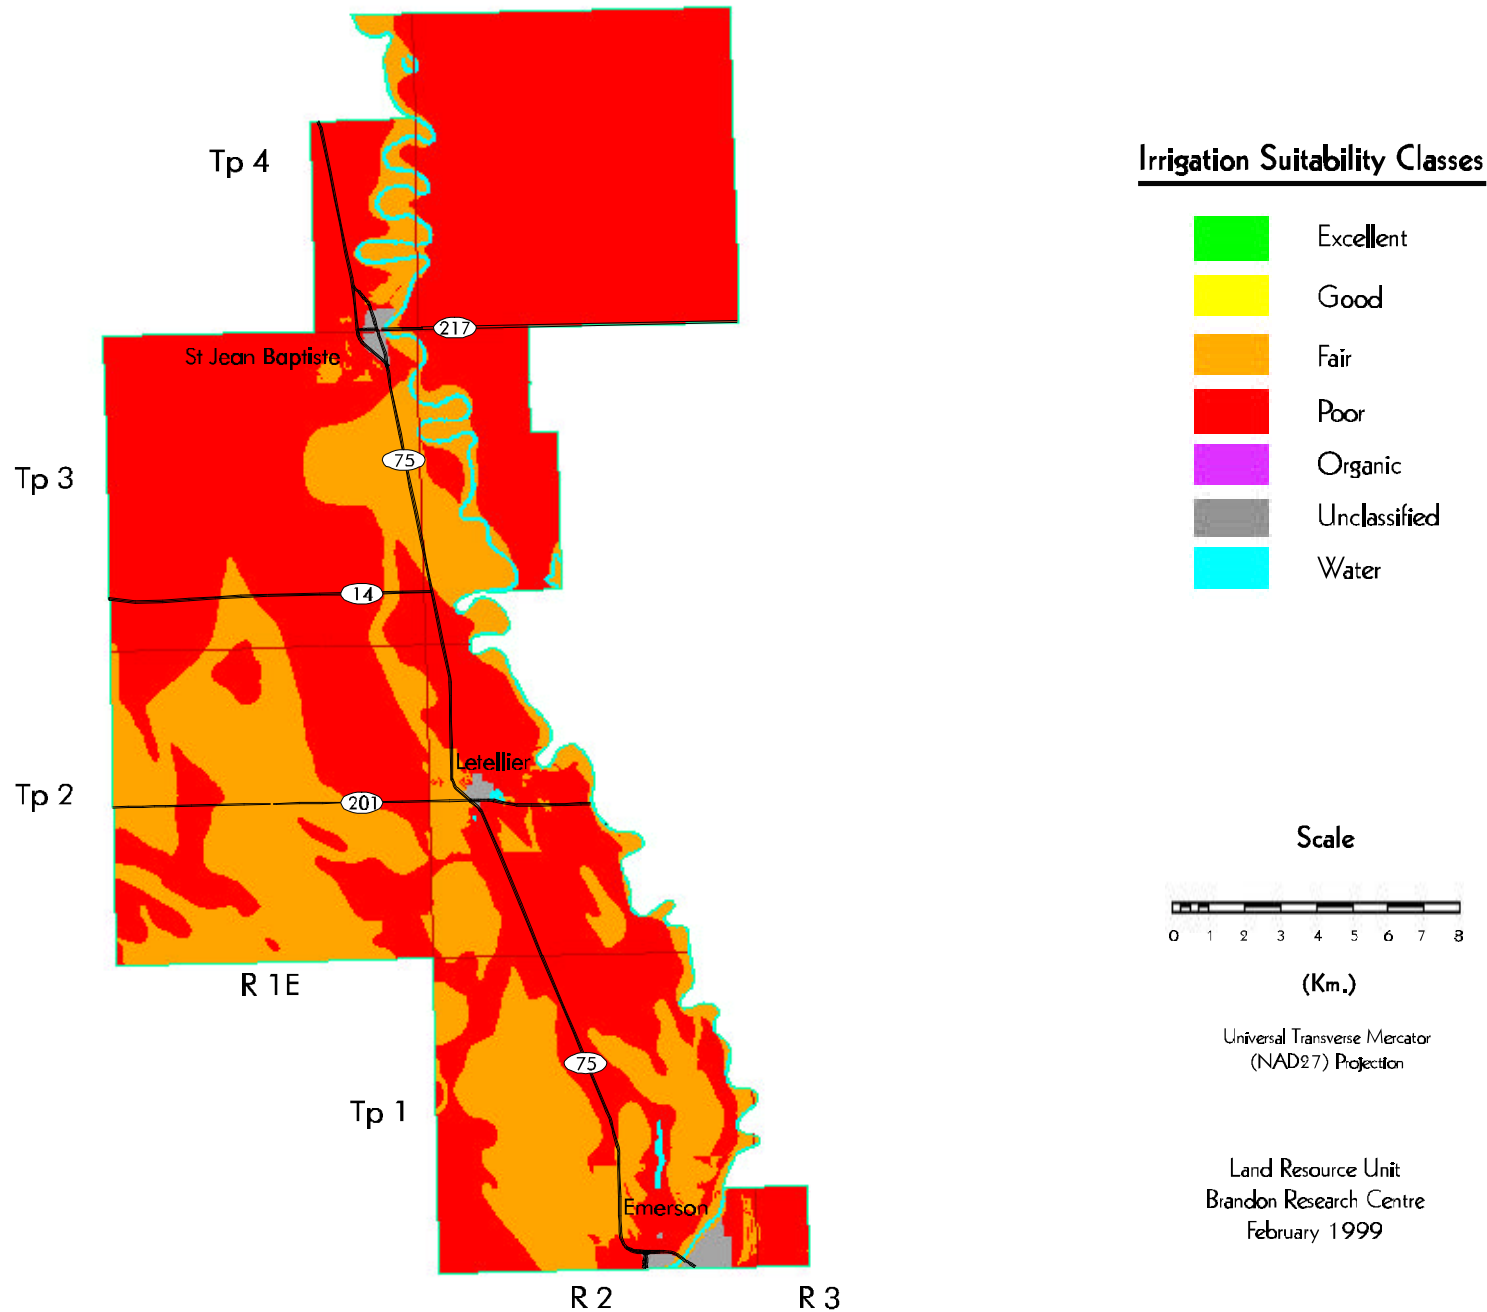 Tp 4
217
St Jean Baptiste
75
Tp 3
14
Letellier
Tp 2
201
R 1E
75
Tp 1
Emerson
R 2
R 3
Irrigation Suitability Classes
Excellent
Good
Fair
Poor
Organic
Unclassified
Water
Scale
0 1 2 3 4 5 6 7 8
(Km.)
Universal Transverse Mercator
(NAD27) Projection
Land Resource Unit
Brandon Research Centre
February 1999